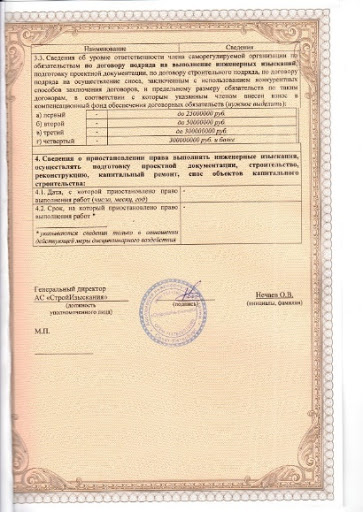 Наименование Сведения
3.3. Сведения об уровне ответственности члена саморегулируемой организации по
обязательствам по договору подряда на выполнение инженерных изысканий,
подготовку проектной документации, по договору строительного подряда, по договору
подряда на осуществление сноса, заключенным с использованием конкурентных
способов заключения договоров, и предельному размеру обязательств по таким
договорам, в соответствии с которым указанным членом внесен взнос в
компенсационный фонд обеспечения договорных обязательств (нужное выделить):
а) первый - до 25000000 руб.
б) второй - до 50000000 руб.
в) третий - до 300000000 руб.
г) четвертый - 300000000 руб. и более
4. Сведения о приостановлении права выполнять инженерные изыскания,
осуществлять подготовку проектной документации, строительство,
реконструкцию, капитальный ремонт, снос объектов капитального
строительства:
4.1. Дата, с которой приостановлено право -
выполнения работ (число, месяц, год)
4.2. Срок, на который приостановлено право -
выполнения работ *
* указываются сведения только в отношении
действующей меры дисциплинарного воздействия
Генеральный директор
АС «СтройИзыскания» Нечаев О.В.
(должность (подпись) (инициалы, фамилия)
уполномоченного лица)
М.П.